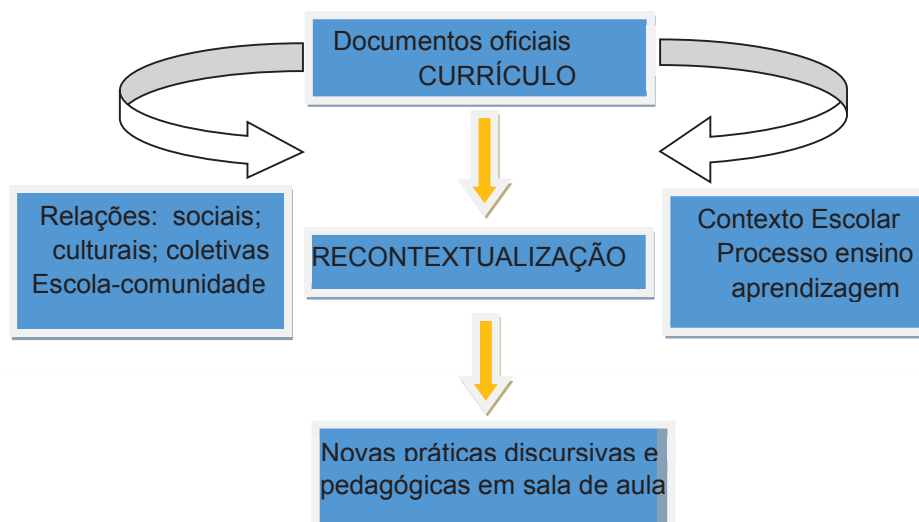 Documentos oficiais
CURRÍCULO
Relações: sociais;
culturais; coletivas
Escola-comunidade
RECONTEXTUALIZAÇÃO
Contexto Escolar
Processo ensino-
aprendizagem
Novas práticas discursivas e
pedagógicas em sala de aula